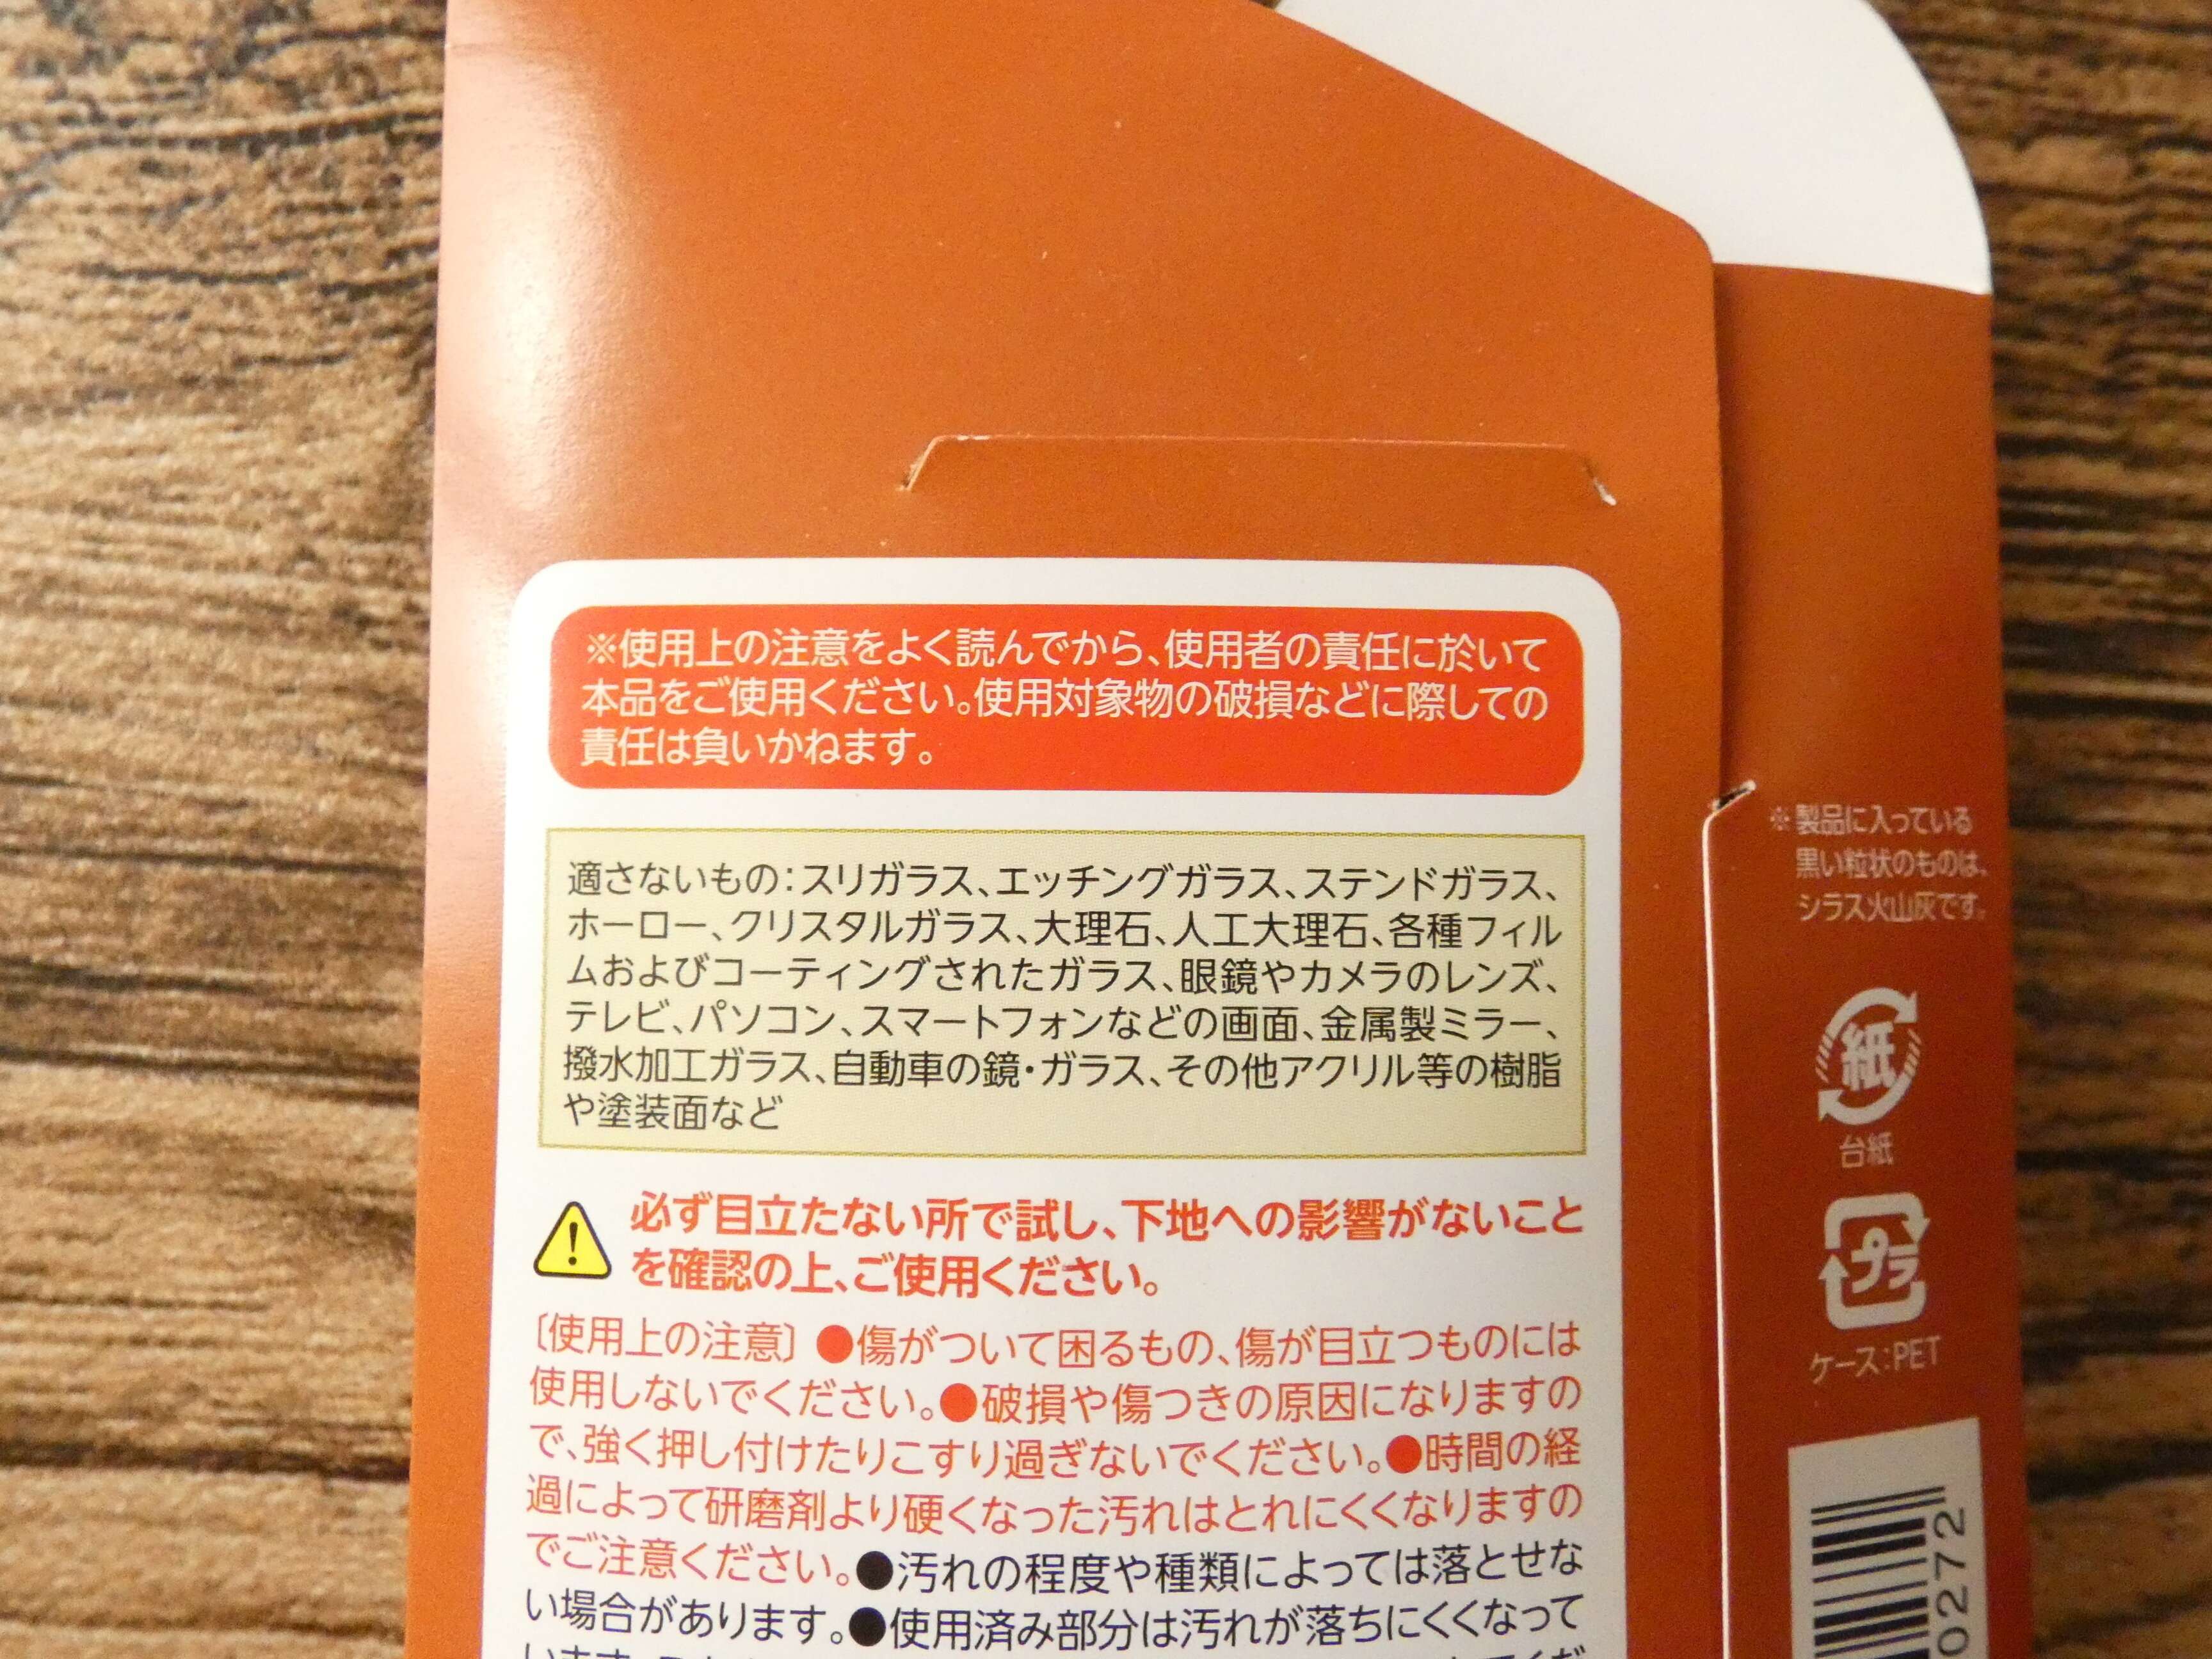 ※使用上の注意をよく読んでから、使用者の責任に於いて
本品をご使用ください。使用対象物の破損などに際しての
責任は負いかねます。
適さないもの：スリガラス、エッチングガラス、ステンドガラス、
ホーロー、クリスタルガラス、大理石、人工大理石、各種フィル
ムおよびコーティングされたガラス、眼鏡やカメラのレンズ、
テレビ、パソコン、スマートフォンなどの画面、金属製ミラー、
撥水加工ガラス、自動車の鏡・ガラス、その他アクリル等の樹脂
や塗装面など
必ず目立たない所で試し、下地への影響がないこと
を確認の上、ご使用ください。
〔使用上の注意〕●傷がついて困るもの、傷が目立つものには
使用しないでください。●破損や傷つきの原因になりますの
で、強く押し付けたりこすり過ぎないでください。●時間の経
過によって研磨剤より硬くなった汚れはとれにくくなりますの
でご注意ください。●汚れの程度や種類によっては落とせな
い場合があります。●使用済み部分は汚れが落ちにくくなって
※製品に入っている
黒い粒状のものは、
シラス火山灰です。
紙
台紙
プラ
ケース：PET
0272